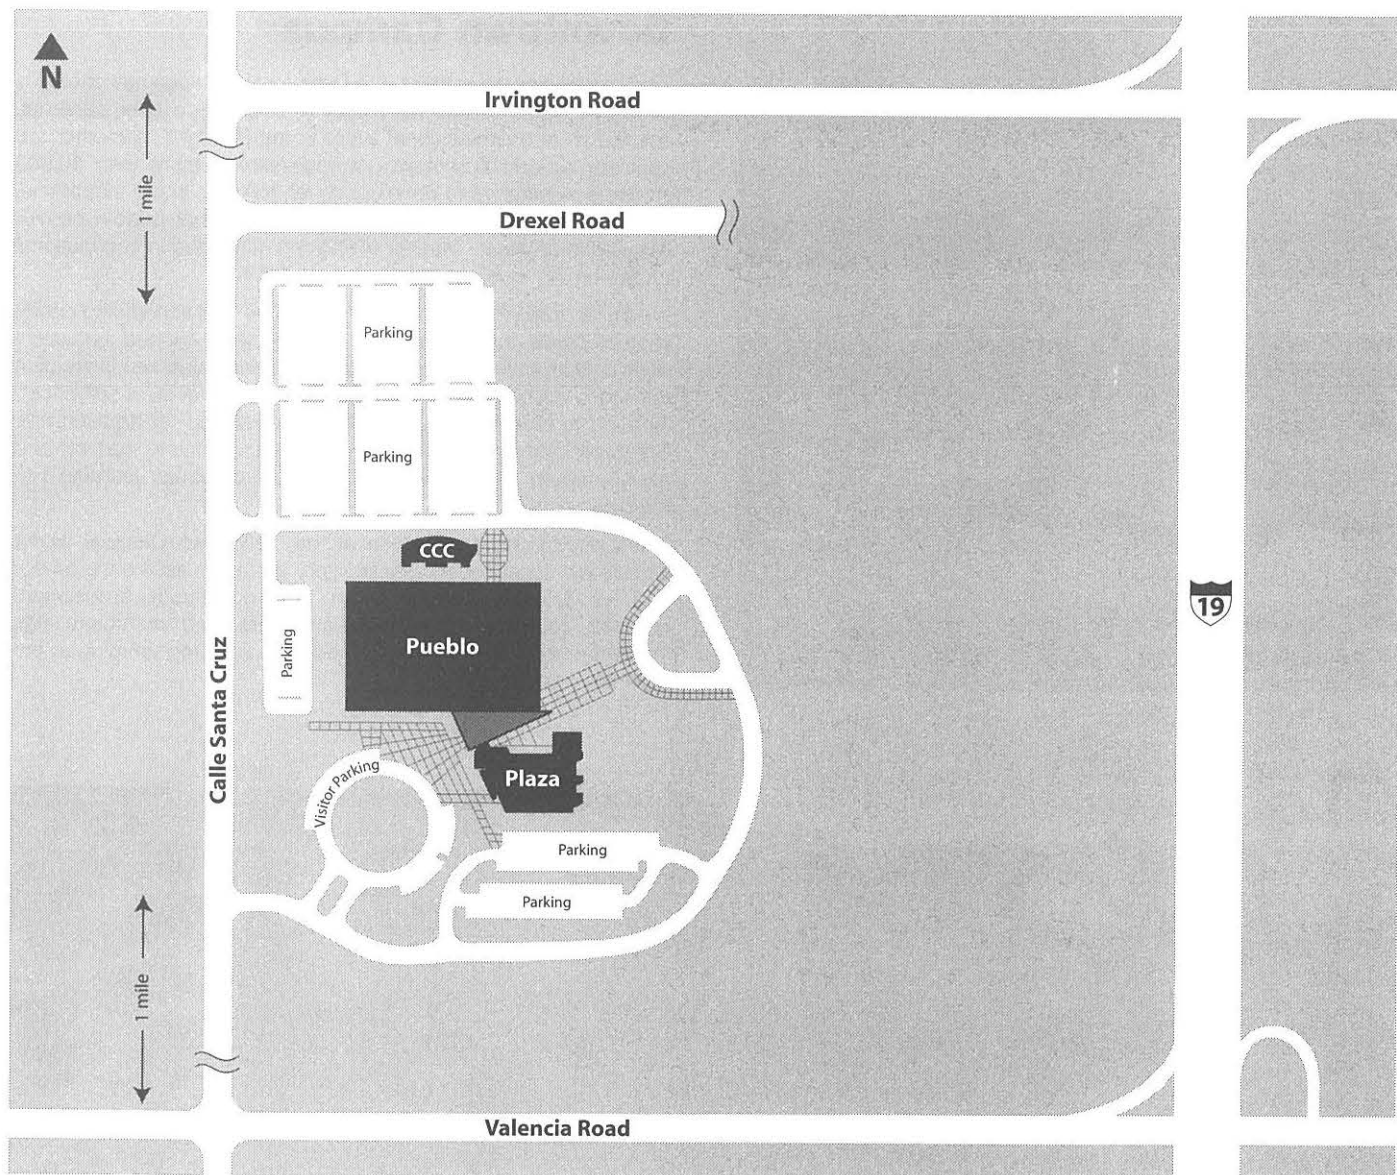 N
Irvington Road
1 mile
Drexel Road
Parking
Parking
CCC
19
Pueblo
Parking
Calle Santa Cruz
Visitor Parking
Plaza
Parking
Parking
1 mile
Valencia Road